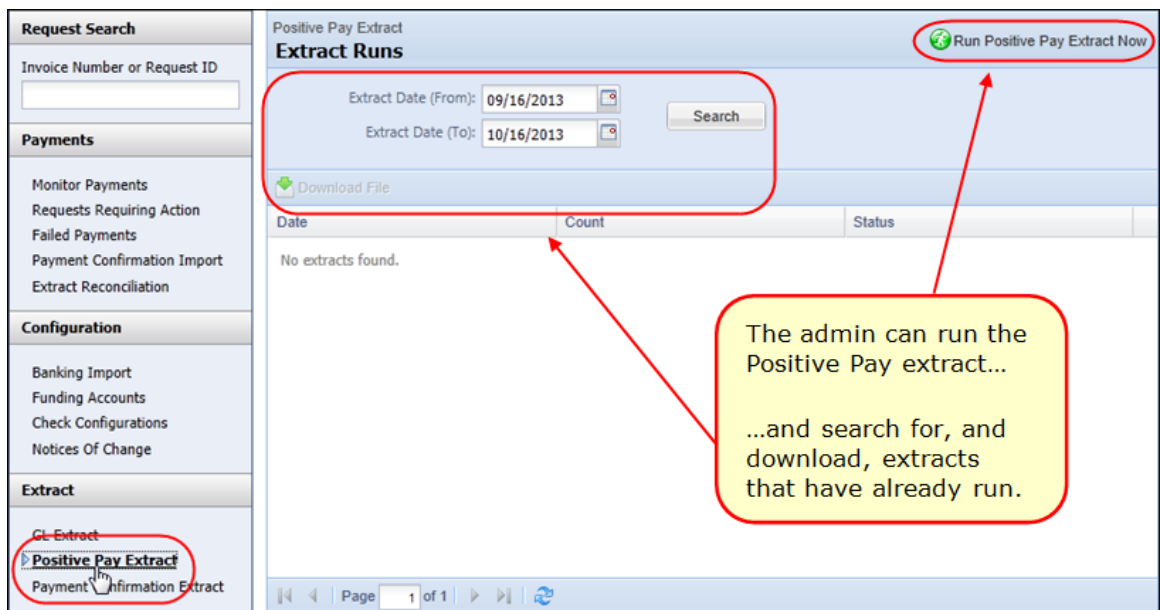 Request Search
Invoice Number or Request ID
Payments
Monitor Payments
Requests Requiring Action
Failed Payments
Payment Confirmation Import
Extract Reconciliation
Configuration
Banking Import
Funding Accounts
Check Configurations
Notices Of Change
Extract
GL Extract
Positive Pay Extract
Payment Extract
Positive Pay Extract
Extract Runs
Run Positive Pay Extract Now
Extract Date (From): 09/16/2013
Search
Extract Date (To): 10/16/2013
Download File
Date Count Status
No extracts found.
The admin can run the
Positive Pay extract…
…and search for, and
download, extracts
that have already run.
Page 1 of 1